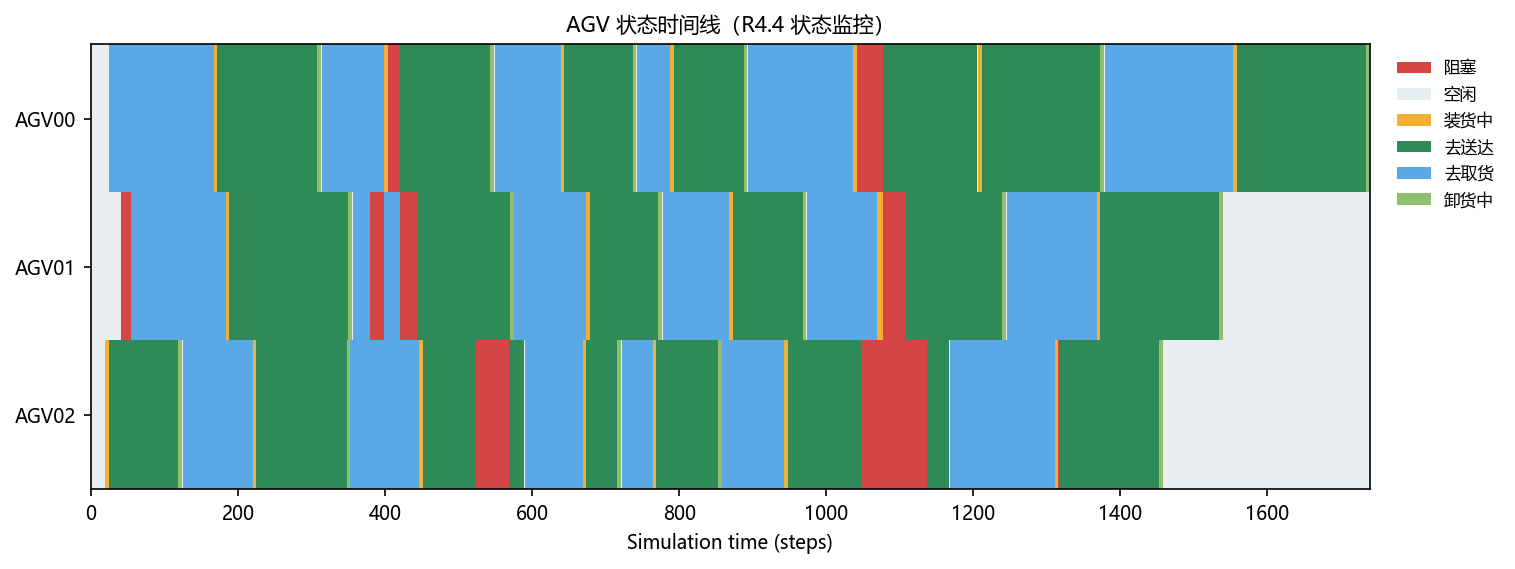 AGV 状态时间线（R4.4 状态监控）
阻塞
空闲
装货中
去送达
去取货
卸货中
AGV00
AGV01
AGV02
0 200 400 600 800 1000 1200 1400 1600
Simulation time (steps)